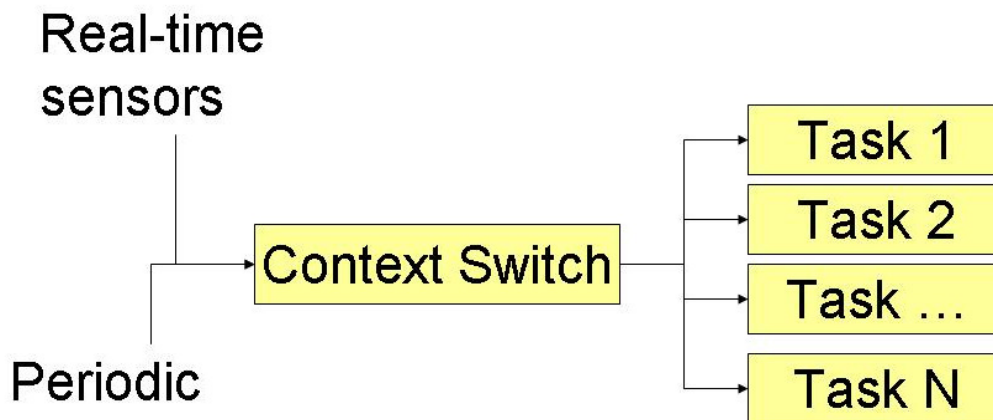 Real-time
sensors
Periodic
Context Switch
Task 1
Task 2
Task …
Task N